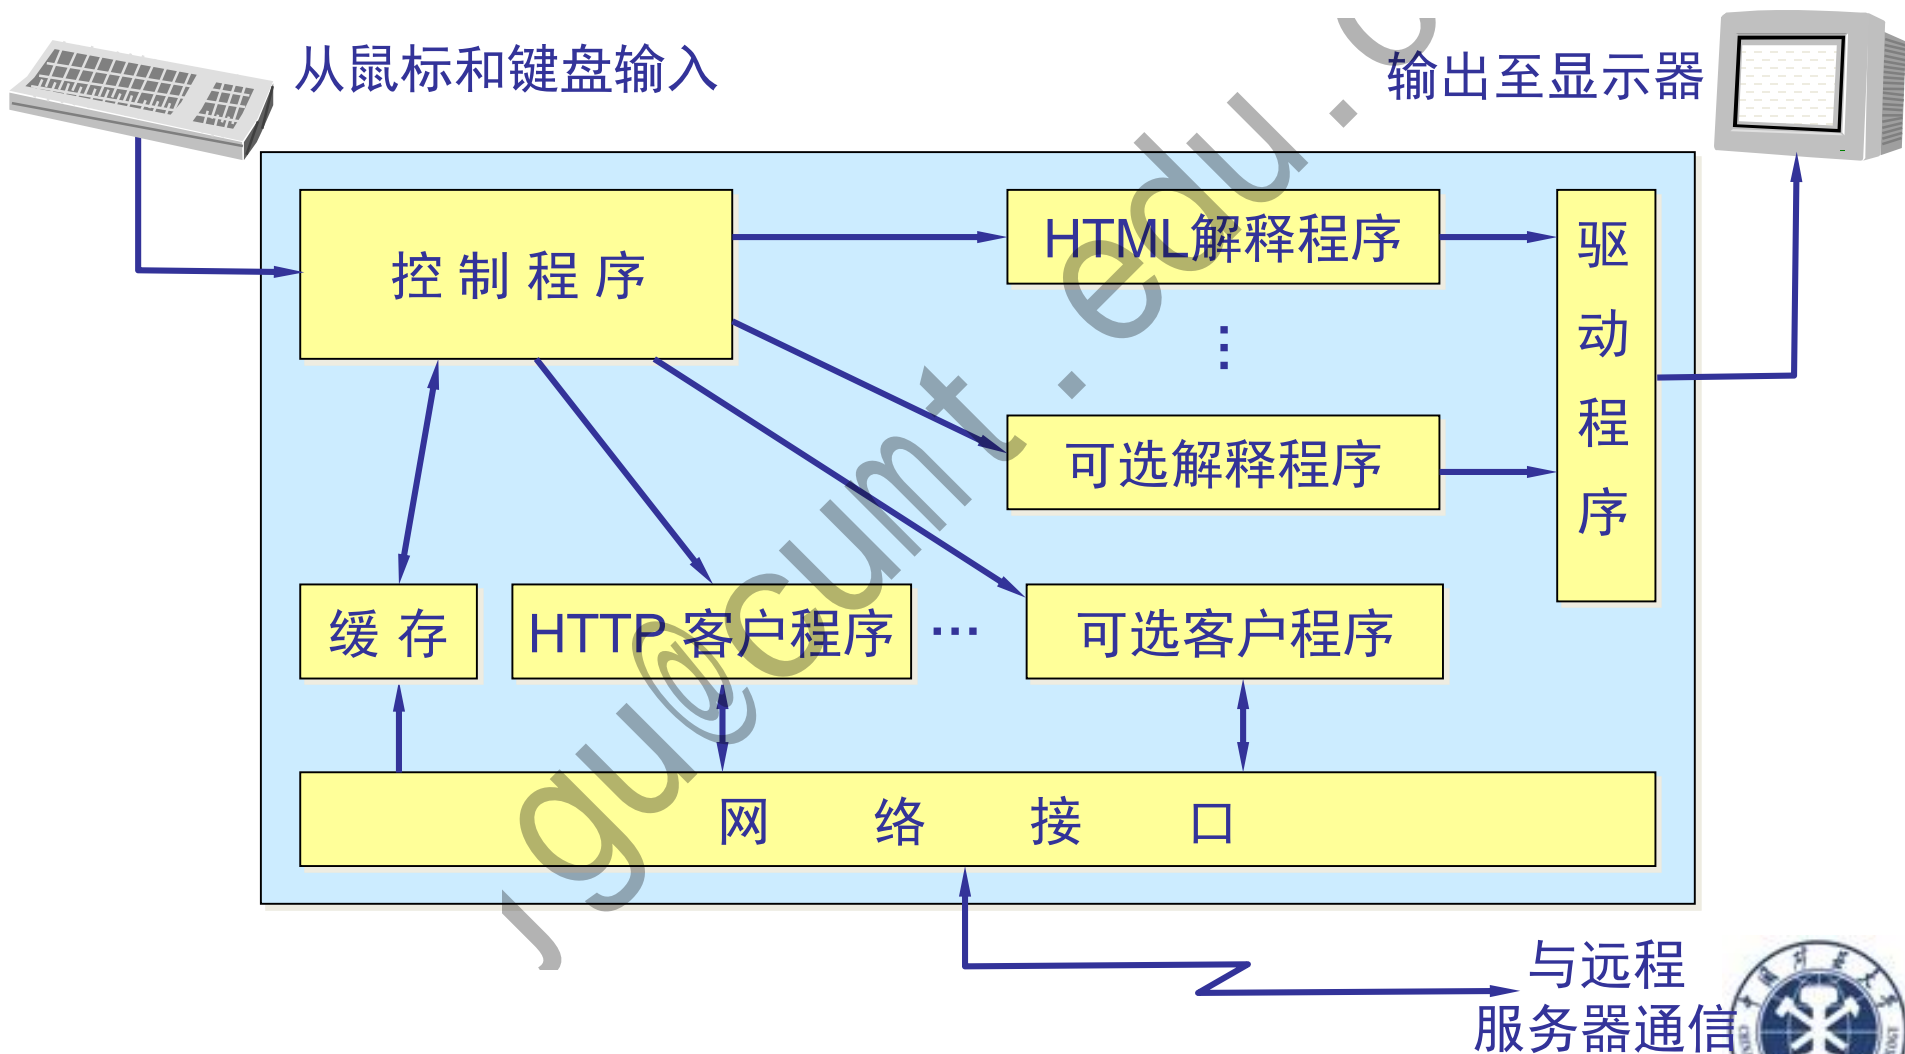 从鼠标和键盘输入
输出至显示器
控制程序
HTML解释程序
驱动程序
⋮
可选解释程序
缓存
HTTP 客户程序
…
可选客户程序
网络接口
与远程
服务器通信
gu@cumt.edu.c